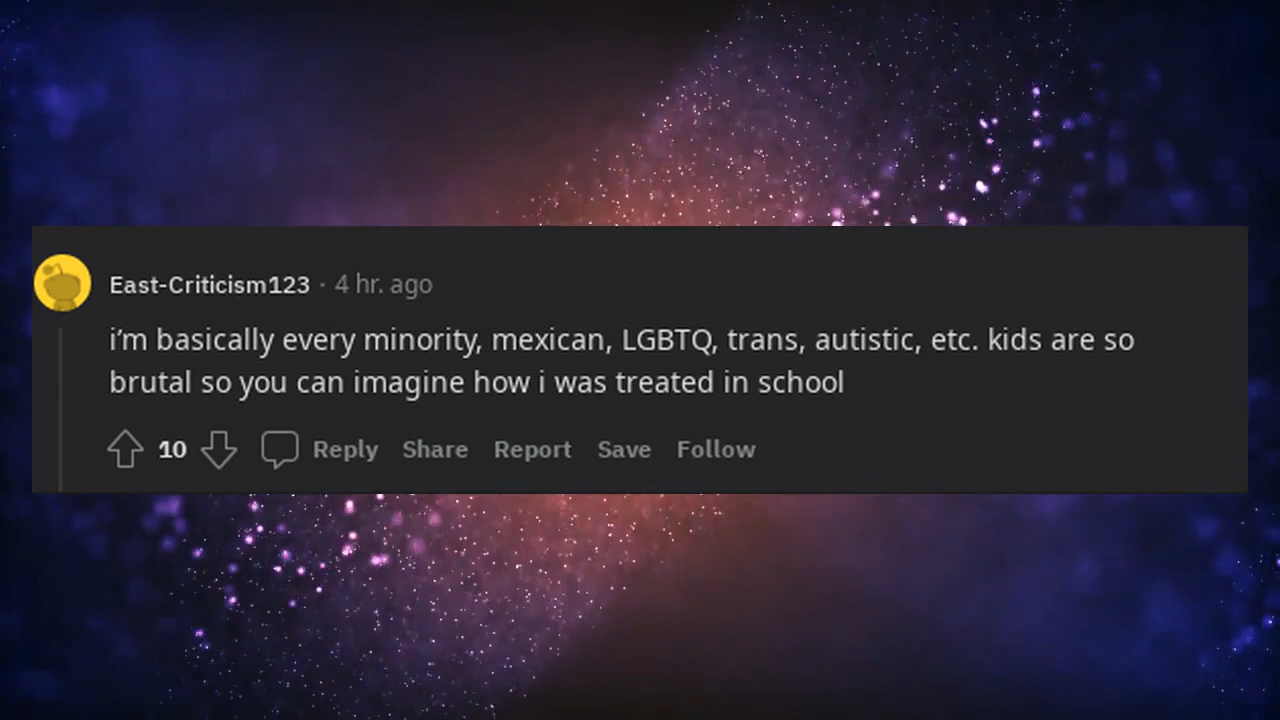 East-Criticism123 · 4 hr. ago
i’m basically every minority, mexican, LGBTQ, trans, autistic, etc. kids are so
brutal so you can imagine how i was treated in school
10 Reply Share Report Save Follow